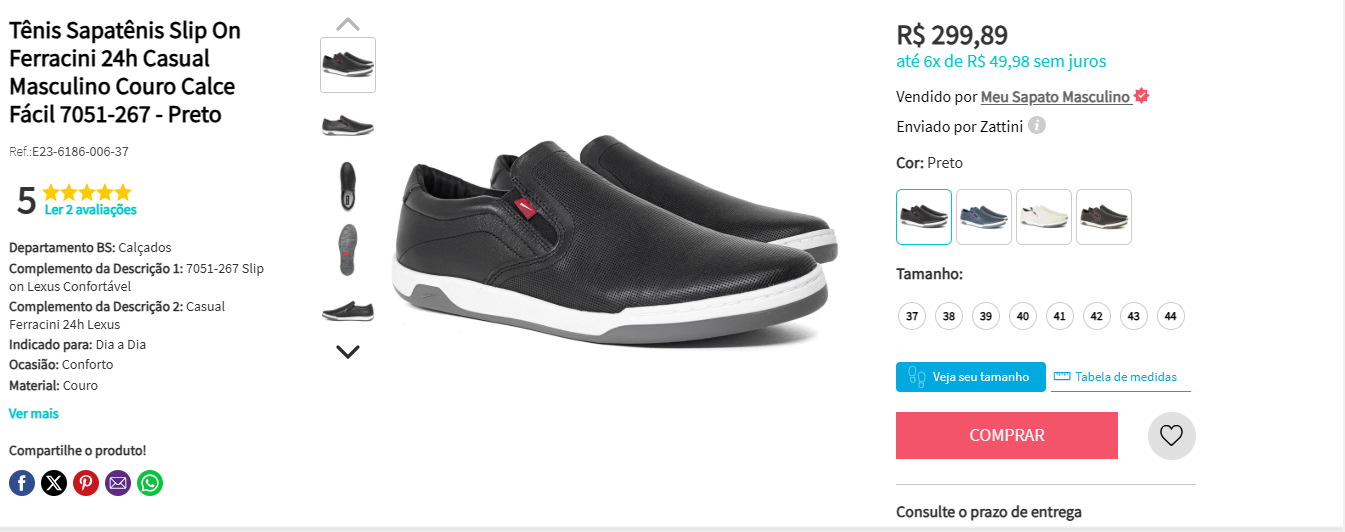 Tênis Sapatênis Slip On
Ferracini 24h Casual
Masculino Couro Calce
Fácil 7051-267 - Preto
Ref.:E23-6186-006-37
5
Ler 2 avaliações
Departamento BS: Calçados
Complemento da Descrição 1: 7051-267 Slip
on Lexus Confortável
Complemento da Descrição 2: Casual
Ferracini 24h Lexus
Indicado para: Dia a Dia
Ocasião: Conforto
Material: Couro
Ver mais
Compartilhe o produto!
R$ 299,89
até 6x de R$ 49,98 sem juros
Vendido por Meu Sapato Masculino
Enviado por Zattini
Cor: Preto
Tamanho:
37 38 39 40 41 42 43 44
Veja seu tamanho
Tabela de medidas
COMPRAR
Consulte o prazo de entrega